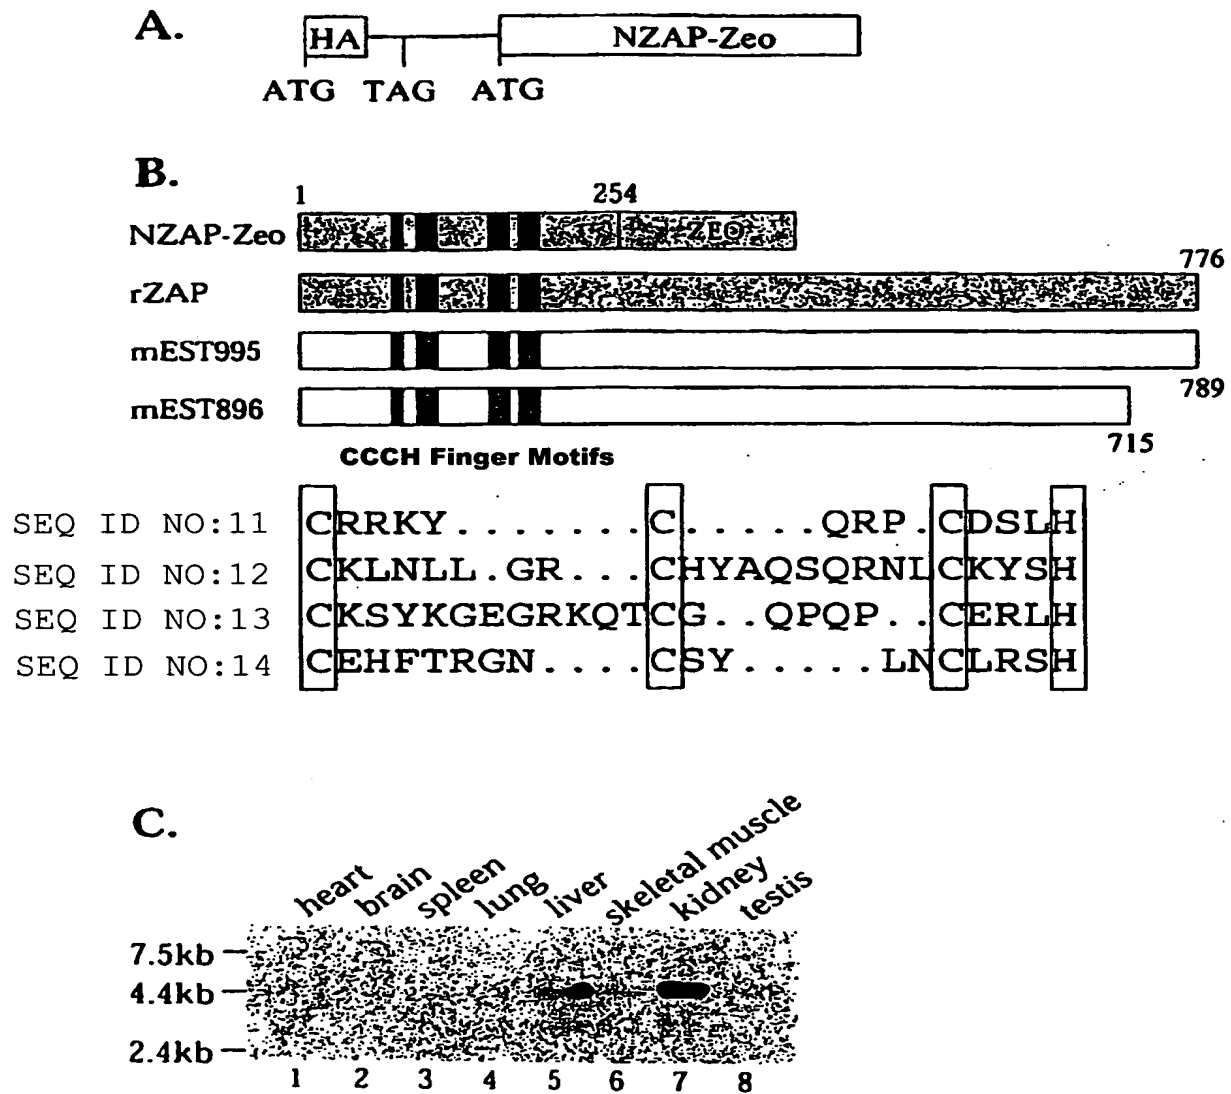 A.
HA NZAP-Zeo
ATG TAG ATG
B.
1 254
NZAP-Zeo ZEO
776
rZAP
mEST995
789
mEST896
715
CCCH Finger Motifs
SEQ ID NO:11 CRRKY.......C.....QRP.CDSLH
SEQ ID NO:12 CKLNLL.GR...CHYAQSQRNLCKYSH
SEQ ID NO:13 CKSYKGEGRKQTCG..QPQP..CERLH
SEQ ID NO:14 CEHFTRGN....CSY.....LNCLRSH
C.
heart brain spleen lung liver skeletal muscle kidney testis
7.5kb
4.4kb
2.4kb
1 2 3 4 5 6 7 8